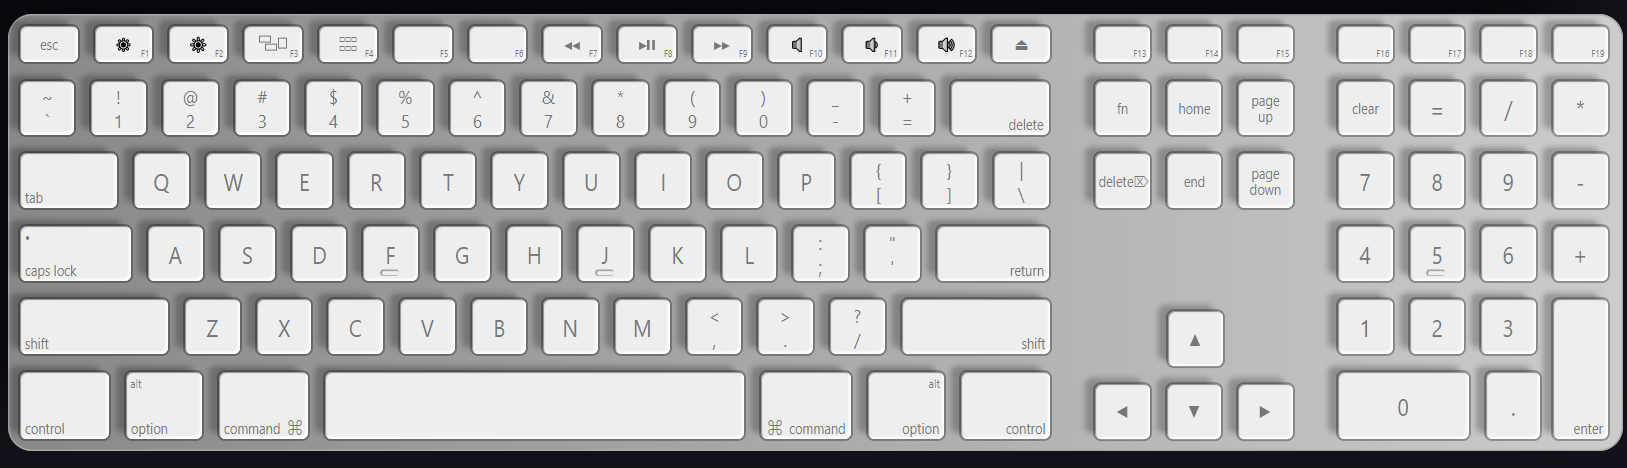 esc F1 F2 F3 F4 F5 F6 F7 F8 F9 F10 F11 F12 F13 F14 F15 F16 F17 F18 F19
~ ! @ # $ % ^ & * ( ) _ +
` 1 2 3 4 5 6 7 8 9 0 - = delete fn home page up clear = / *
tab Q W E R T Y U I O P { [ } ] | \ delete⌦ end page down 7 8 9 -
caps lock A S D F G H J K L : ; " ' return 4 5 6 +
shift Z X C V B N M < , > . ? / shift ▲ 1 2 3
control alt option command ⌘ ⌘ command alt option control ◀ ▼ ▶ 0 . enter